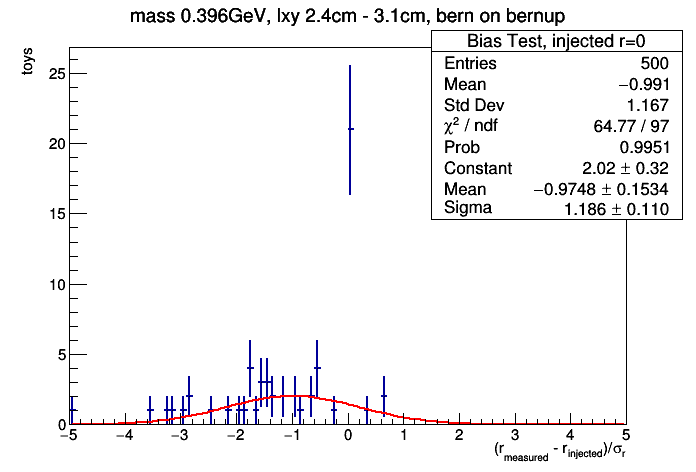 mass 0.396GeV, lxy 2.4cm - 3.1cm, bern on bernup
toys
Bias Test, injected r=0
Entries 500
Mean −0.991
Std Dev 1.167
χ² / ndf 64.77 / 97
Prob 0.9951
Constant 2.02 ± 0.32
Mean −0.9748 ± 0.1534
Sigma 1.186 ± 0.110
25
20
15
10
5
0
−5 −4 −3 −2 −1 0 1 2 3 4 5
(r_measured - r_injected)/σ_r